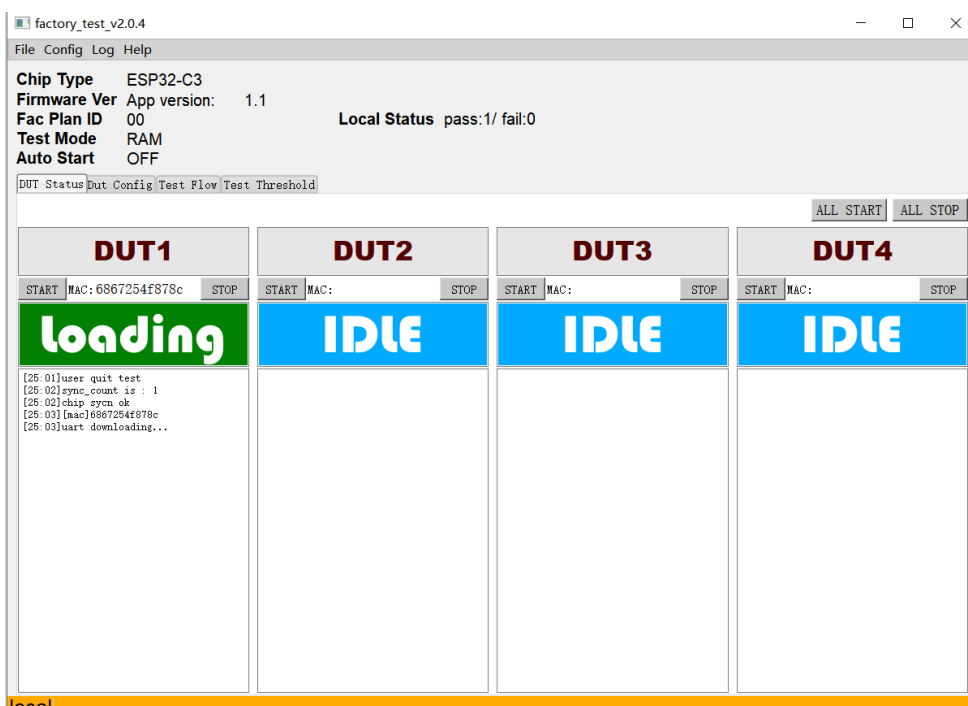 factory_test_v2.0.4
File Config Log Help
Chip Type ESP32-C3
Firmware Ver App version: 1.1
Fac Plan ID 00 Local Status pass:1/ fail:0
Test Mode RAM
Auto Start OFF
DUT Status Dut Config Test Flow Test Threshold
ALL START ALL STOP
DUT1 DUT2 DUT3 DUT4
START MAC:6867254f878c STOP START MAC: STOP START MAC: STOP START MAC: STOP
Loading IDLE IDLE IDLE
[25:01]user quit test
[25:02]sync_count is : 1
[25:02]chip sycn ok
[25:03][mac]6867254f878c
[25:03]uart downloading...
local